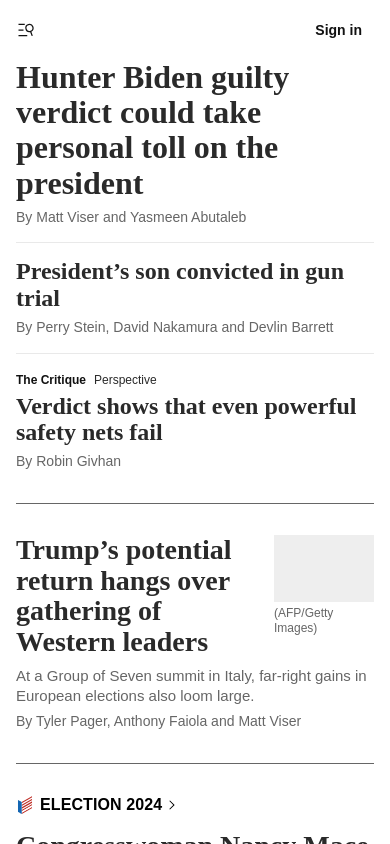 Sign in
Hunter Biden guilty
verdict could take
personal toll on the
president
By Matt Viser and Yasmeen Abutaleb
President’s son convicted in gun
trial
By Perry Stein, David Nakamura and Devlin Barrett
The Critique Perspective
Verdict shows that even powerful
safety nets fail
By Robin Givhan
Trump’s potential
return hangs over
gathering of
Western leaders
(AFP/Getty
Images)
At a Group of Seven summit in Italy, far-right gains in
European elections also loom large.
By Tyler Pager, Anthony Faiola and Matt Viser
ELECTION 2024
Congresswoman Nancy Mace